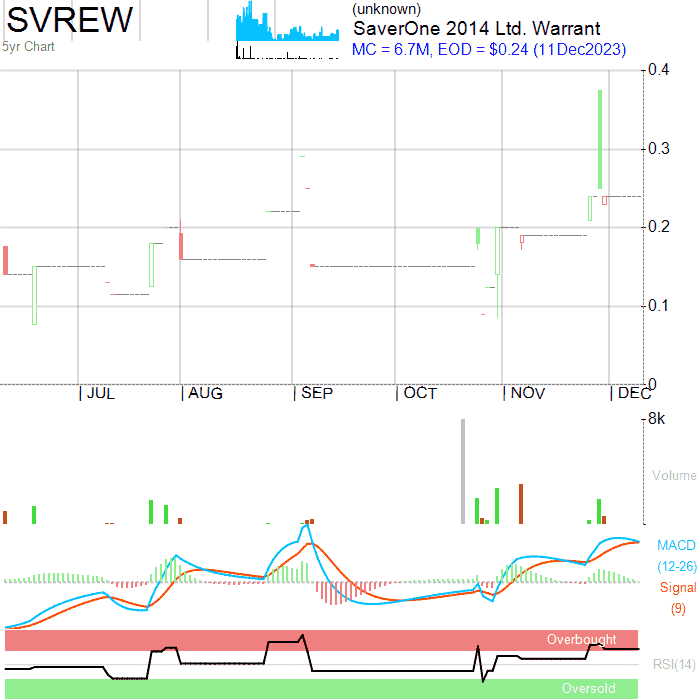 SVREW
5yr Chart
(unknown)
SaverOne 2014 Ltd. Warrant
MC = 6.7M, EOD = $0.24 (11Dec2023)
0.4
0.3
0.2
0.1
0
JUL AUG SEP OCT NOV DEC
8k
Volume
MACD
(12-26)
Signal
(9)
Overbought
RSI(14)
Oversold